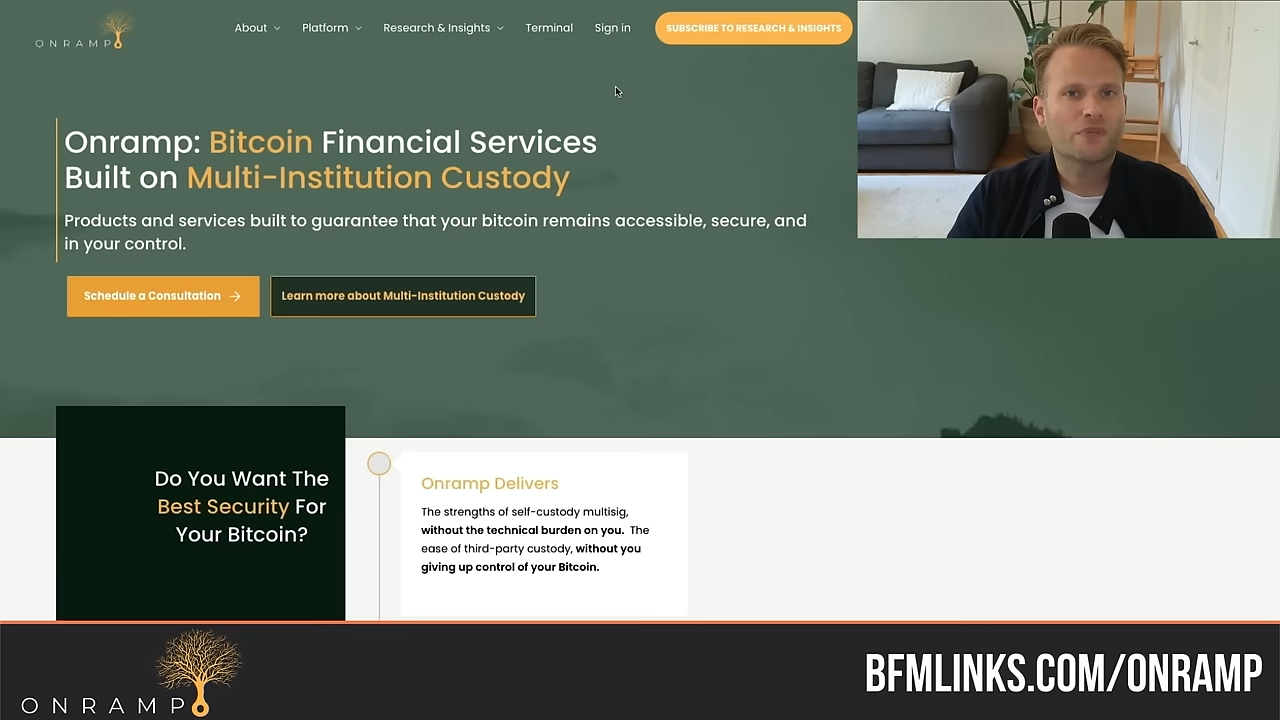 ONRAMP
About
Platform
Research & Insights
Terminal
Sign in
SUBSCRIBE TO RESEARCH & INSIGHTS
Onramp: Bitcoin Financial Services
Built on Multi-Institution Custody
Products and services built to guarantee that your bitcoin remains accessible, secure, and
in your control.
Schedule a Consultation
Learn more about Multi-Institution Custody
Do You Want The
Best Security For
Your Bitcoin?
Onramp Delivers
The strengths of self-custody multisig,
without the technical burden on you. The
ease of third-party custody, without you
giving up control of your Bitcoin.
ONRAMP
BFMLINKS.COM/ONRAMP